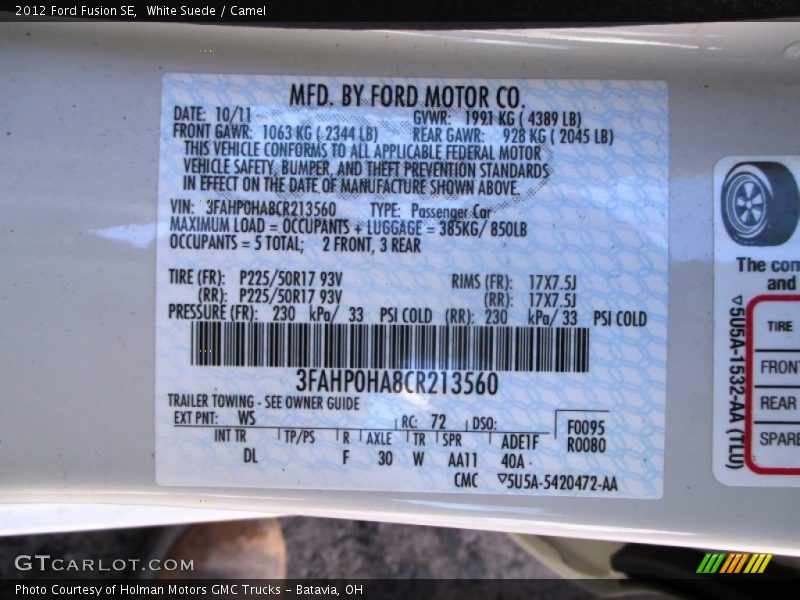 2012 Ford Fusion SE,  White Suede / Camel
MFD. BY FORD MOTOR CO.
DATE: 10/11 GVWR: 1991 KG ( 4389 LB)
FRONT GAWR: 1063 KG ( 2344 LB) REAR GAWR: 928 KG ( 2045 LB)
THIS VEHICLE CONFORMS TO ALL APPLICABLE FEDERAL MOTOR
VEHICLE SAFETY, BUMPER, AND THEFT PREVENTION STANDARDS
IN EFFECT ON THE DATE OF MANUFACTURE SHOWN ABOVE.
VIN: 3FAHP0HA8CR213560 TYPE: Passenger Car
MAXIMUM LOAD = OCCUPANTS + LUGGAGE = 385KG/ 850LB
OCCUPANTS = 5 TOTAL; 2 FRONT, 3 REAR
TIRE (FR): P225/50R17 93V RIMS (FR): 17X7.5J
(RR): P225/50R17 93V (RR): 17X7.5J
PRESSURE (FR): 230 kPa/ 33 PSI COLD (RR): 230 kPa/ 33 PSI COLD
3FAHP0HA8CR213560
TRAILER TOWING - SEE OWNER GUIDE
EXT PNT: WS RC: 72 DSO: F0095
INT TR TP/PS R AXLE TR SPR ADE1F R0080
DL F 30 W AA11 40A
CMC ▽5U5A-5420472-AA
The com
and
▽5U5A-1532-AA (TLU)
TIRE
FRONT
REAR
SPARE
GTCARLOT.COM
Photo Courtesy of Holman Motors GMC Trucks - Batavia, OH